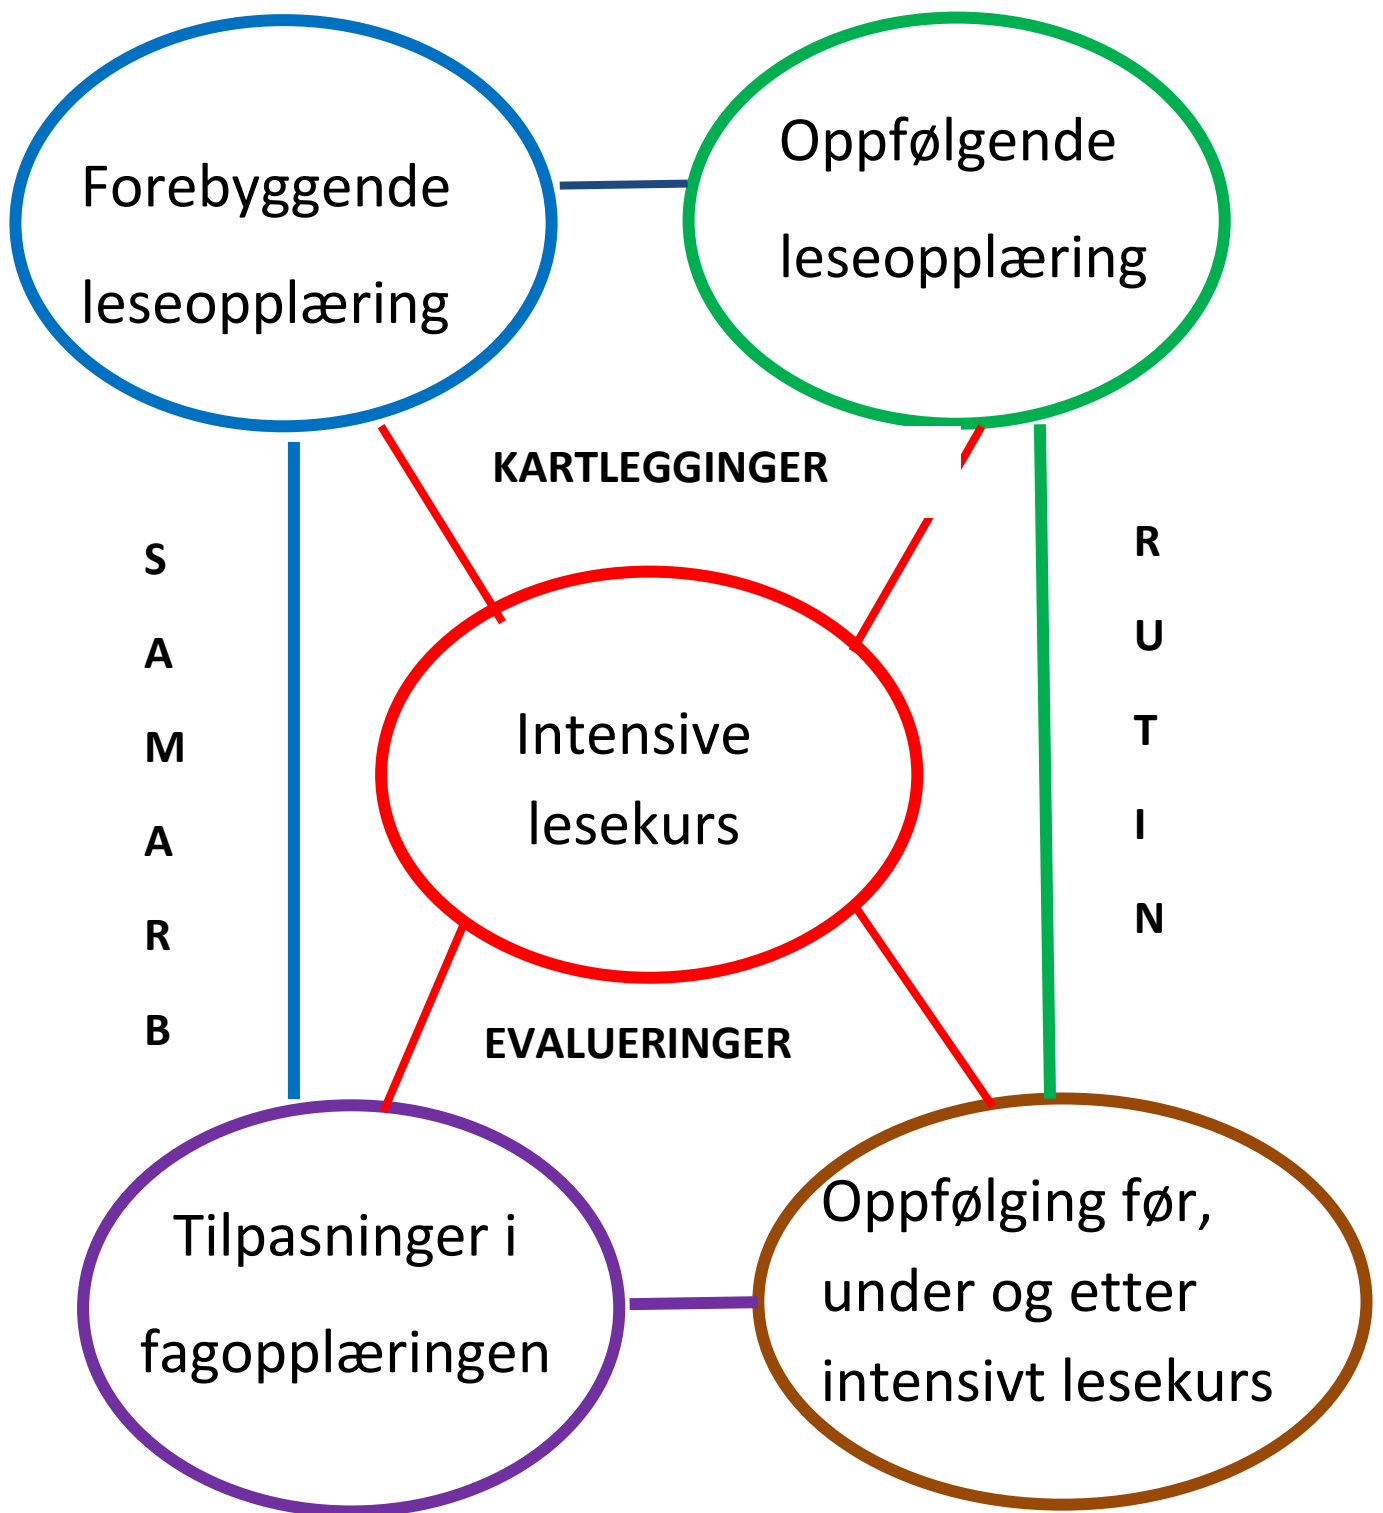 Forebyggende
leseopplæring
Oppfølgende
leseopplæring
KARTLEGGINGER
S
A
M
A
R
B
R
U
T
I
N
Intensive
lesekurs
EVALUERINGER
Tilpasninger i
fagopplæringen
Oppfølging før,
under og etter
intensivt lesekurs